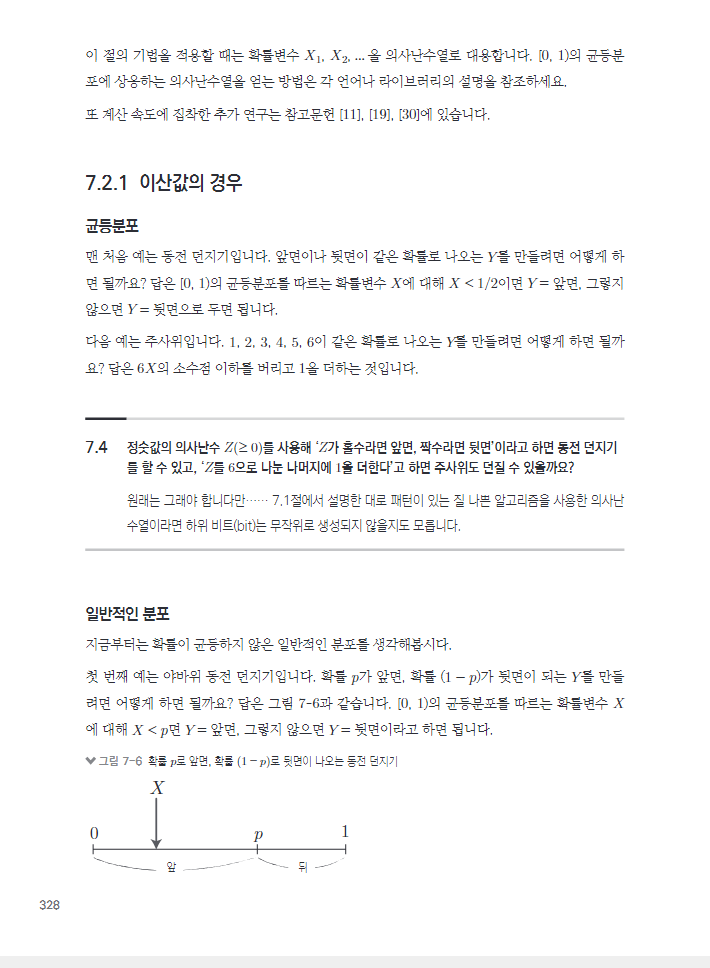 이 절의 기법을 적용할 때는 확률변수 X₁, X₂, … 을 의사난수열로 대용합니다. [0, 1)의 균등분
포에 상응하는 의사난수열을 얻는 방법은 각 언어나 라이브러리의 설명을 참조하세요.
또 계산 속도에 집착한 추가 연구는 참고문헌 [11], [19], [30]에 있습니다.
7.2.1 이산값의 경우
균등분포
맨 처음 예는 동전 던지기입니다. 앞면이나 뒷면이 같은 확률로 나오는 Y를 만들려면 어떻게 하
면 될까요? 답은 [0, 1)의 균등분포를 따르는 확률변수 X에 대해 X < 1/2이면 Y = 앞면, 그렇지
않으면 Y = 뒷면으로 두면 됩니다.
다음 예는 주사위입니다. 1, 2, 3, 4, 5, 6이 같은 확률로 나오는 Y를 만들려면 어떻게 하면 될까
요? 답은 6X의 소수점 이하를 버리고 1을 더하는 것입니다.
7.4 정숫값의 의사난수 Z(≥ 0)를 사용해 ‘Z가 홀수라면 앞면, 짝수라면 뒷면’이라고 하면 동전 던지기
를 할 수 있고, ‘Z를 6으로 나눈 나머지에 1을 더한다’고 하면 주사위도 던질 수 있을까요?
원래는 그래야 합니다만…… 7.1절에서 설명한 대로 패턴이 있는 질 나쁜 알고리즘을 사용한 의사난
수열이라면 하위 비트(bit)는 무작위로 생성되지 않을지도 모릅니다.
일반적인 분포
지금부터는 확률이 균등하지 않은 일반적인 분포를 생각해봅시다.
첫 번째 예는 야바위 동전 던지기입니다. 확률 p가 앞면, 확률 (1 − p)가 뒷면이 되는 Y를 만들
려면 어떻게 하면 될까요? 답은 그림 7-6과 같습니다. [0, 1)의 균등분포를 따르는 확률변수 X
에 대해 X < p면 Y = 앞면, 그렇지 않으면 Y = 뒷면이라고 하면 됩니다.
그림 7-6 확률 p로 앞면, 확률 (1 − p)로 뒷면이 나오는 동전 던지기
X
0 p 1
앞 뒤
328